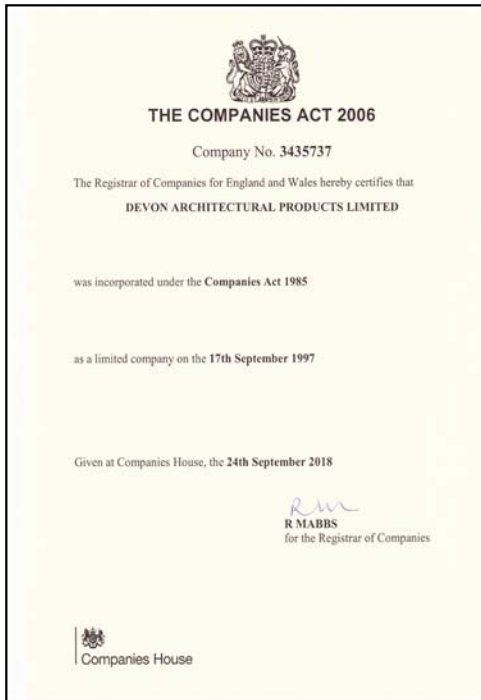 THE COMPANIES ACT 2006
Company No. 3435737
The Registrar of Companies for England and Wales hereby certifies that
DEVON ARCHITECTURAL PRODUCTS LIMITED
was incorporated under the Companies Act 1985
as a limited company on the 17th September 1997
Given at Companies House, the 24th September 2018
R MABBS
for the Registrar of Companies
Companies House